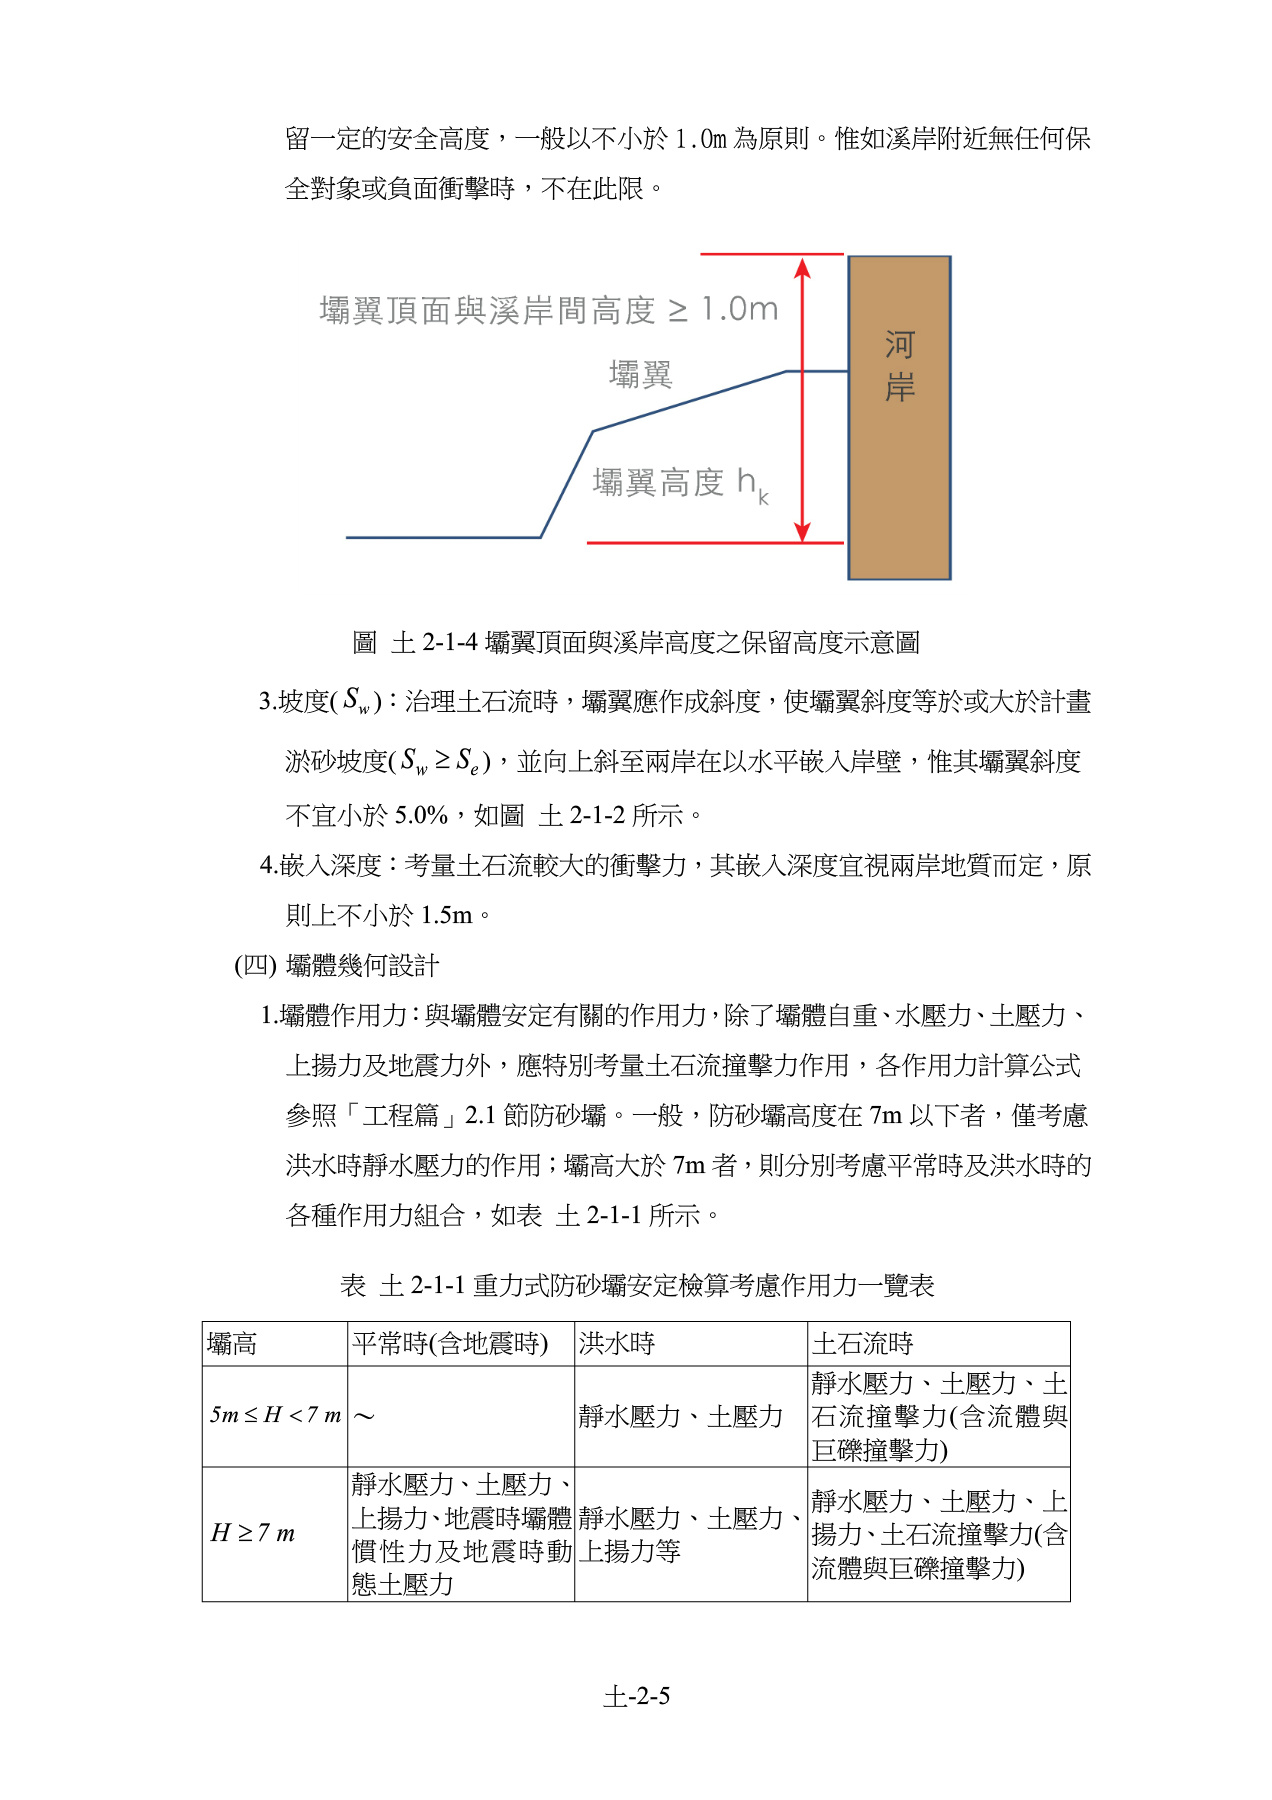 留一定的安全高度，一般以不小於 1.0m 為原則。惟如溪岸附近無任何保
全對象或負面衝擊時，不在此限。
壩翼頂面與溪岸間高度 ≥ 1.0m
河
岸
壩翼
壩翼高度 hk
圖 土 2-1-4 壩翼頂面與溪岸高度之保留高度示意圖
3.坡度( Sw )：治理土石流時，壩翼應作成斜度，使壩翼斜度等於或大於計畫
淤砂坡度( Sw ≥ Se )，並向上斜至兩岸在以水平嵌入岸壁，惟其壩翼斜度
不宜小於 5.0%，如圖 土 2-1-2 所示。
4.嵌入深度：考量土石流較大的衝擊力，其嵌入深度宜視兩岸地質而定，原
則上不小於 1.5m。
(四) 壩體幾何設計
1.壩體作用力：與壩體安定有關的作用力，除了壩體自重、水壓力、土壓力、
上揚力及地震力外，應特別考量土石流撞擊力作用，各作用力計算公式
參照「工程篇」2.1 節防砂壩。一般，防砂壩高度在 7m 以下者，僅考慮
洪水時靜水壓力的作用；壩高大於 7m 者，則分別考慮平常時及洪水時的
各種作用力組合，如表 土 2-1-1 所示。
表 土 2-1-1 重力式防砂壩安定檢算考慮作用力一覽表
壩高 平常時(含地震時) 洪水時 土石流時
5m ≤ H < 7 m ～ 靜水壓力、土壓力 靜水壓力、土壓力、土
石流撞擊力(含流體與
巨礫撞擊力)
H ≥ 7 m
靜水壓力、土壓力、
上揚力、地震時壩體
慣性力及地震時動
態土壓力
靜水壓力、土壓力、
上揚力等
靜水壓力、土壓力、上
揚力、土石流撞擊力(含
流體與巨礫撞擊力)
土-2-5